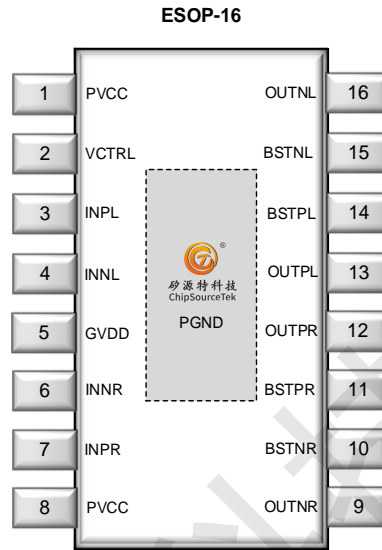 ESOP-16
1 PVCC OUTNL 16
2 VCTRL BSTNL 15
3 INPL BSTPL 14
4 INNL OUTPL 13
5 GVDD OUTPR 12
6 INNR BSTPR 11
7 INPR BSTNR 10
8 PVCC OUTNR 9
®
矽源特科技
ChipSourceTek
PGND